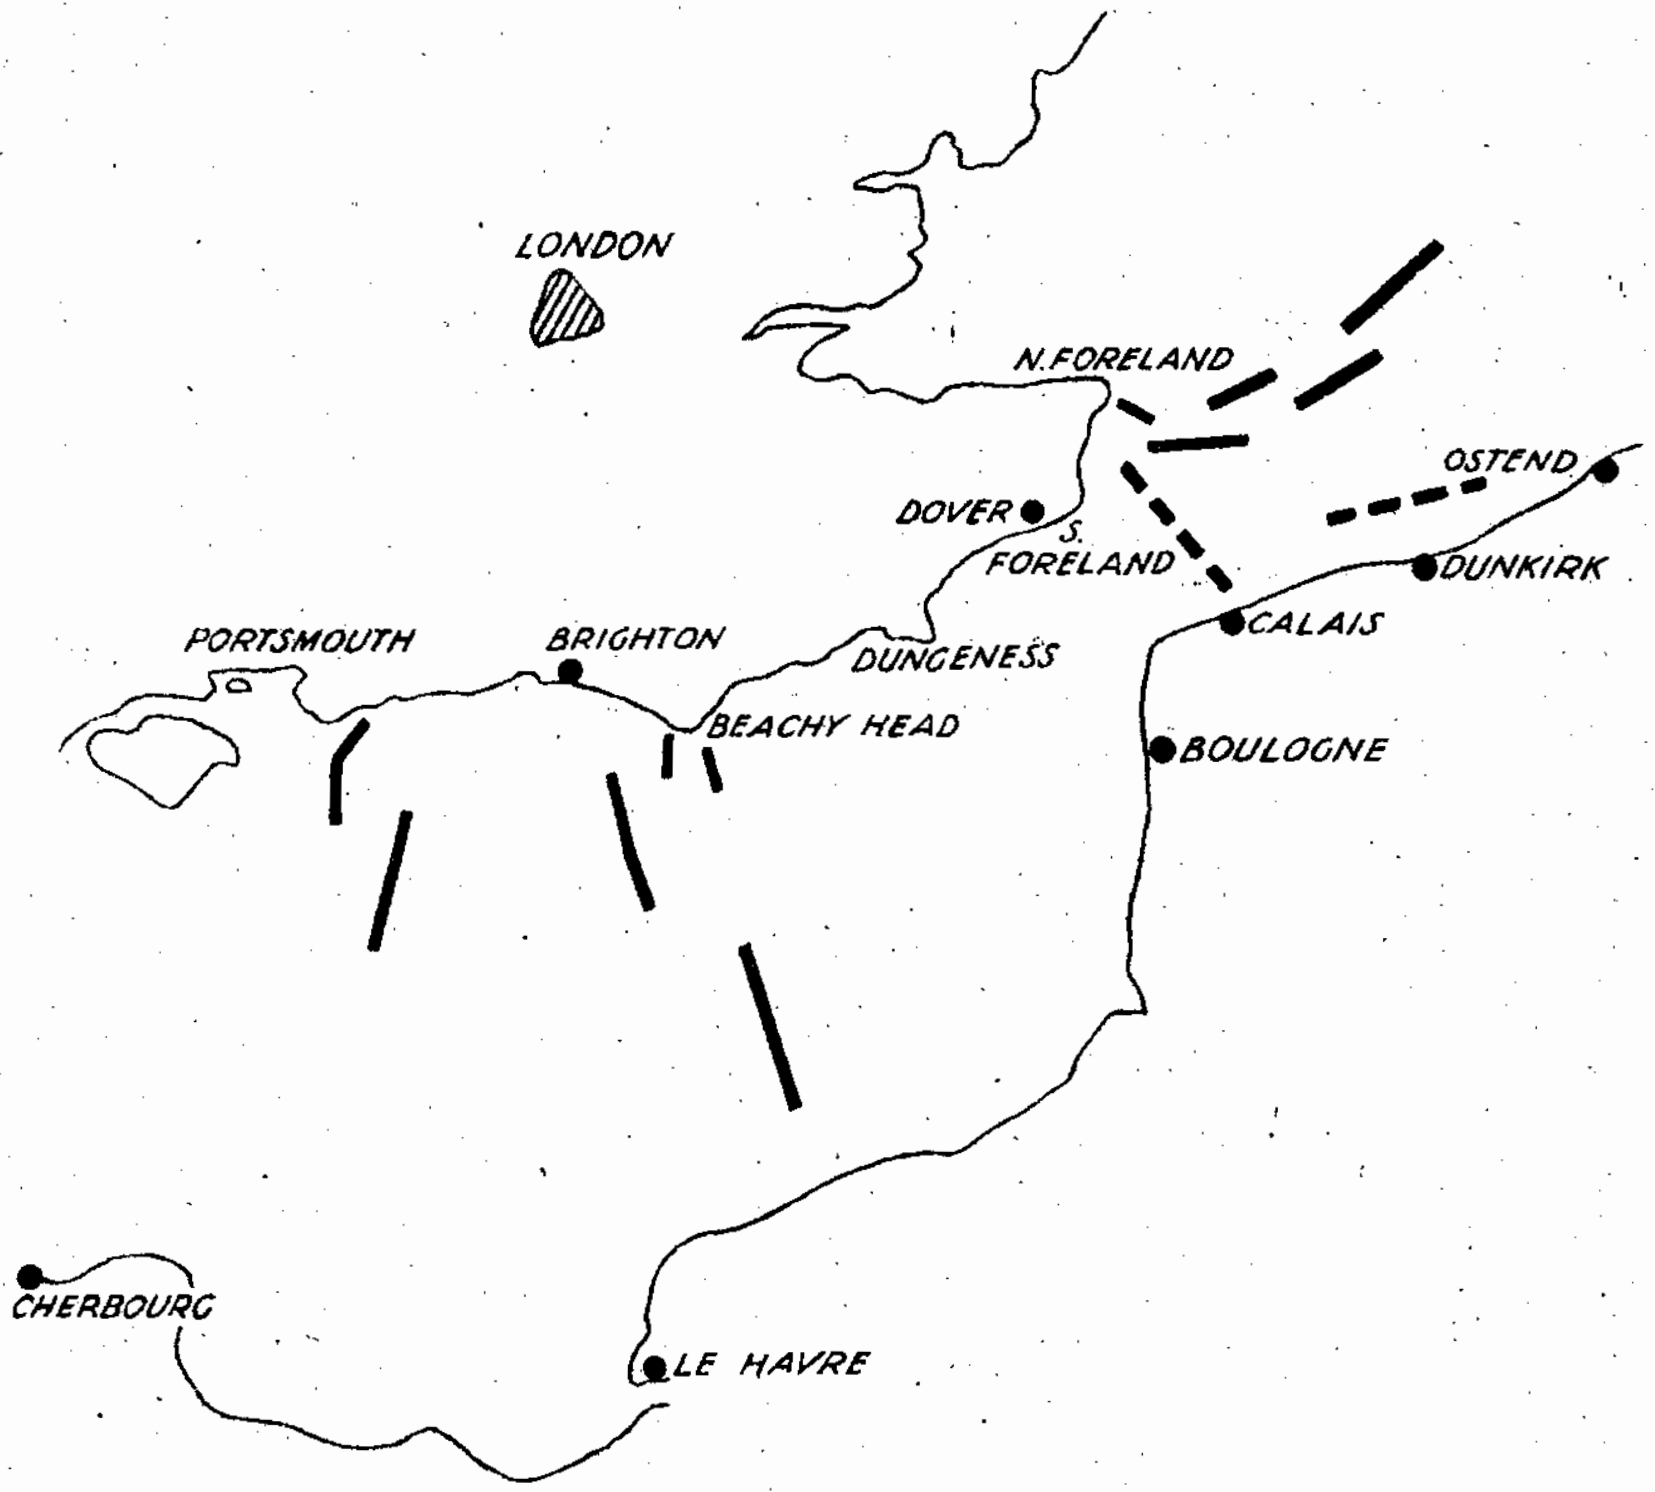 LONDON
N. FORELAND
OSTEND
DOVER
S.
FORELAND
DUNKIRK
CALAIS
PORTSMOUTH
BRIGHTON
DUNGENESS
BEACHY HEAD
BOULOGNE
CHERBOURG
LE HAVRE